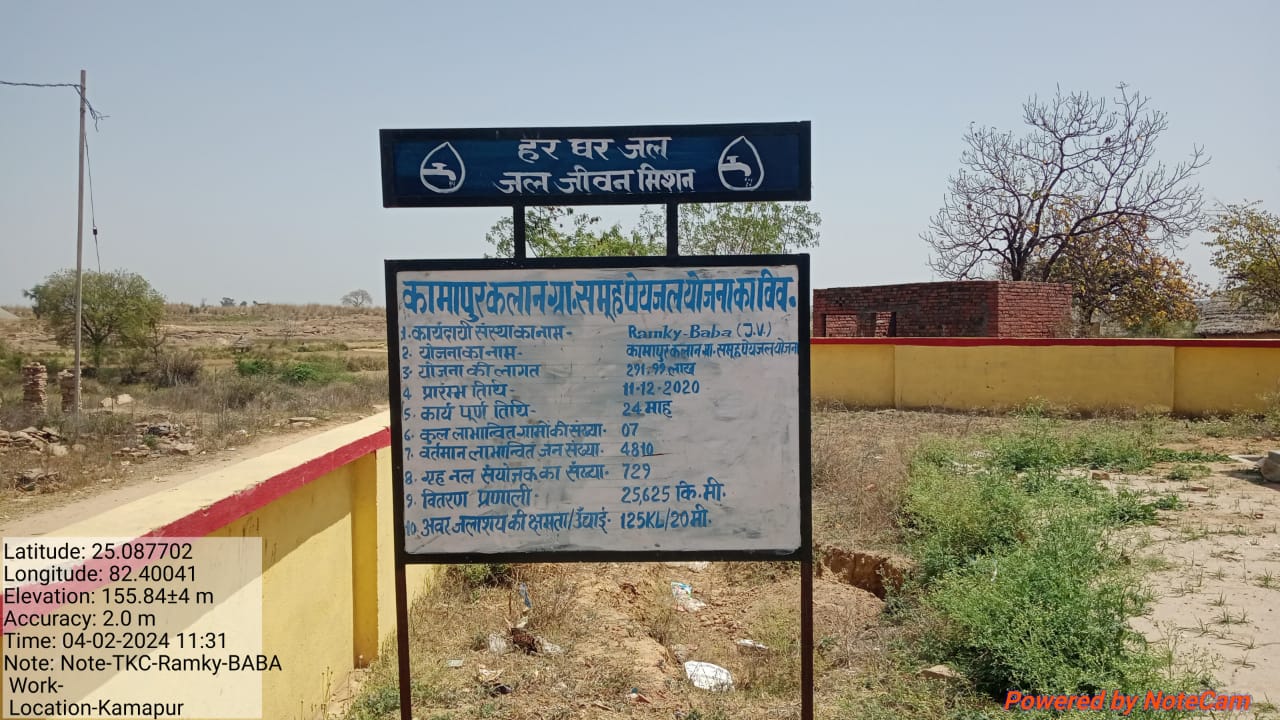 हर घर जल
जल जीवन मिशन
कामापुर कलान ग्रा. समूह पेयजल योजना का विव.
1. कार्यदायी संस्था का नाम- Ramky-Baba (J.V.)
2. योजना का नाम- कामापुर कलान ग्रा. समूह पेयजल योजना
3. योजना की लागत 291.99 लाख
4 प्रारम्भ तिथि- 11-12-2020
5. कार्य पूर्ण तिथि- 24 माह
6. कुल लाभान्वित ग्रामों की संख्या- 07
7. वर्तमान लाभान्वित जन संख्या- 4810
8. गृह नल संयोजक का संख्या- 729
9. वितरण प्रणाली- 25,625 कि.मी.
10. अवर जलाशय की क्षमता/उँचाई- 125KL/20मी.
Latitude: 25.087702
Longitude: 82.40041
Elevation: 155.84±4 m
Accuracy: 2.0 m
Time: 04-02-2024 11:31
Note: Note-TKC-Ramky-BABA
Work-
Location-Kamapur
Powered by NoteCam